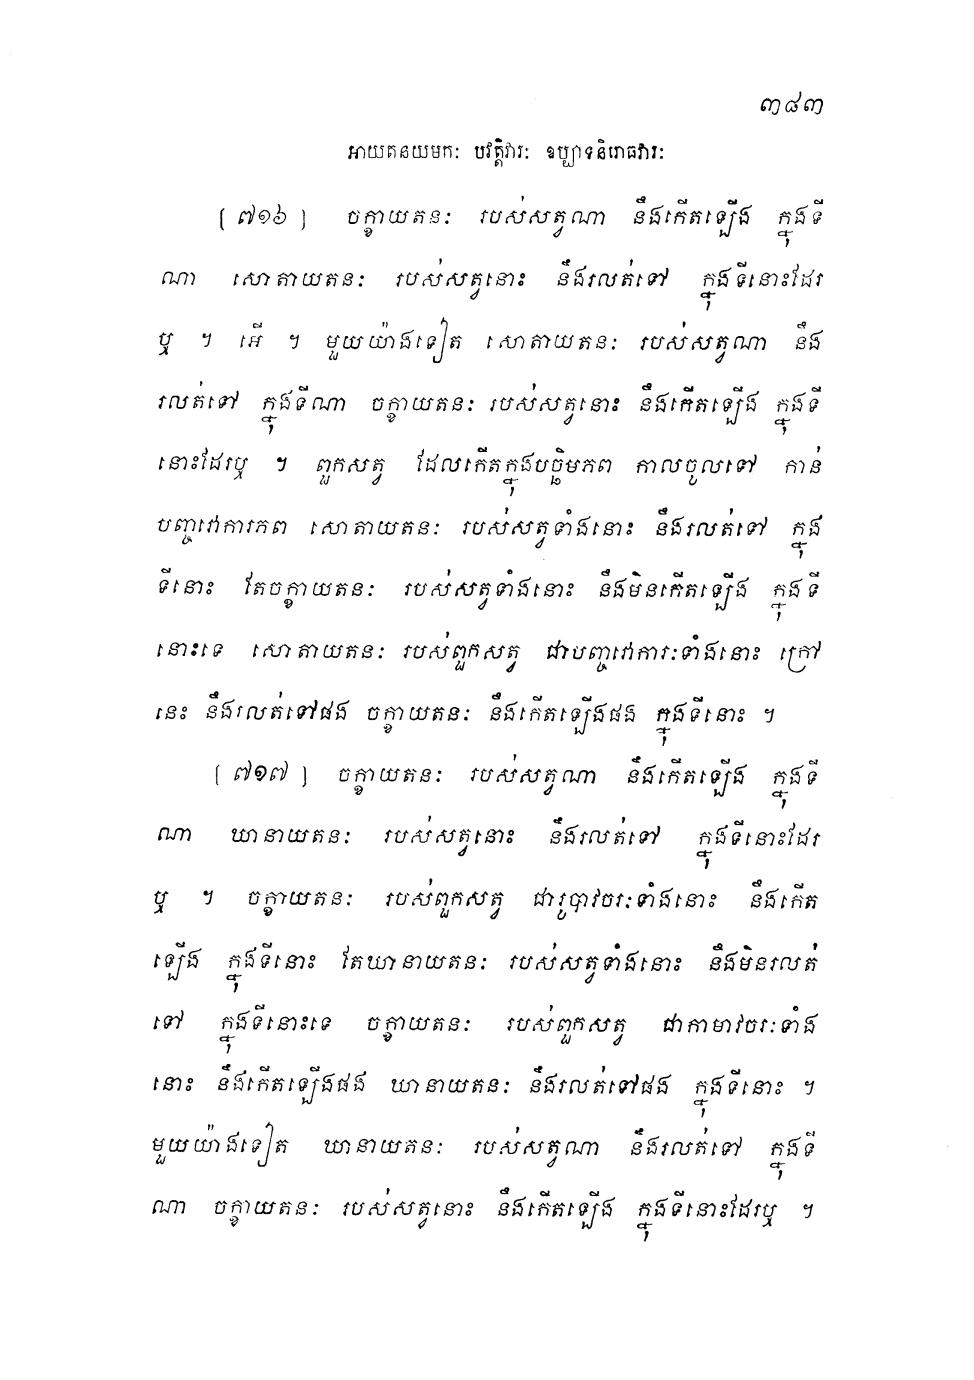 ៣៨៣
អាយតនយមកៈ បវត្តិវារៈ ឧប្បាទនិរោធវារៈ
[ ៧១៦ ] ចក្ខាយតនៈ របស់សត្វណា នឹងកើតឡើង ក្នុងទី
ណា សោតាយតនៈ របស់សត្វនោះ នឹងរលត់ទៅ ក្នុងទីនោះដែរ
ឬ ។ អើ ។ មួយយ៉ាងទៀត សោតាយតនៈ របស់សត្វណា នឹង
រលត់ទៅ ក្នុងទីណា ចក្ខាយតនៈ របស់សត្វនោះ នឹងកើតឡើង ក្នុងទី
នោះដែរឬ ។ ពួកសត្វ ដែលកើតក្នុងបច្ឆិមភព កាលចូលទៅ កាន់
បញ្ចវោការភព សោតាយតនៈ របស់សត្វទាំងនោះ នឹងរលត់ទៅ ក្នុង
ទីនោះ តែចក្ខាយតនៈ របស់សត្វទាំងនោះ នឹងមិនកើតឡើង ក្នុងទី
នោះទេ សោតាយតនៈ របស់ពួកសត្វ ជាបញ្ចវោការៈទាំងនោះ ក្រៅ
នេះ នឹងរលត់ទៅផង ចក្ខាយតនៈ នឹងកើតឡើងផង ក្នុងទីនោះ ។
[ ៧១៧ ] ចក្ខាយតនៈ របស់សត្វណា នឹងកើតឡើង ក្នុងទី
ណា ឃានាយតនៈ របស់សត្វនោះ នឹងរលត់ទៅ ក្នុងទីនោះដែរ
ឬ ។ ចក្ខាយតនៈ របស់ពួកសត្វ ជារូបាវចរៈទាំងនោះ នឹងកើត
ឡើង ក្នុងទីនោះ តែឃានាយតនៈ របស់សត្វទាំងនោះ នឹងមិនរលត់
ទៅ ក្នុងទីនោះទេ ចក្ខាយតនៈ របស់ពួកសត្វ ជាកាមាវចរៈទាំង
នោះ នឹងកើតឡើងផង ឃានាយតនៈ នឹងរលត់ទៅផង ក្នុងទីនោះ ។
មួយយ៉ាងទៀត ឃានាយតនៈ របស់សត្វណា នឹងរលត់ទៅ ក្នុងទី
ណា ចក្ខាយតនៈ របស់សត្វនោះ នឹងកើតឡើង ក្នុងទីនោះដែរឬ ។